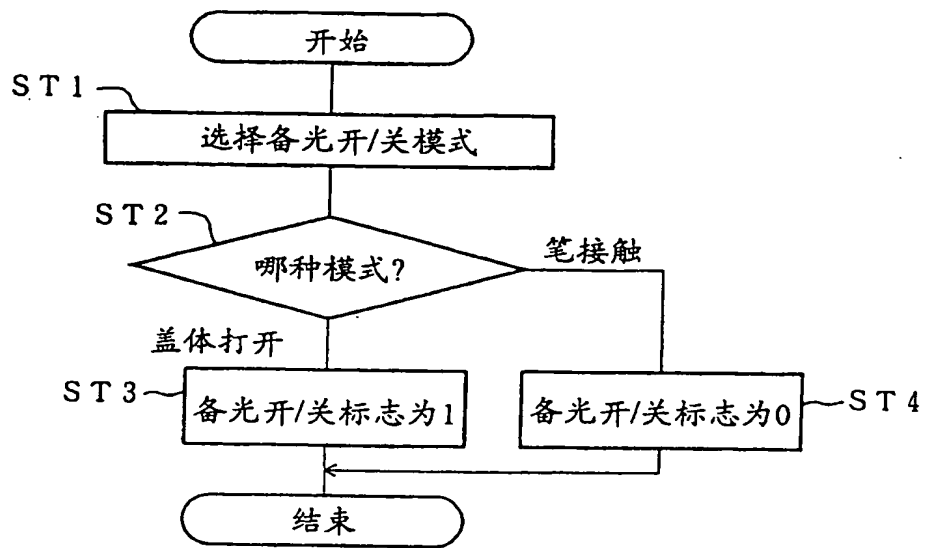 开始
ST1
选择备光开/关模式
ST2
哪种模式?
笔接触
盖体打开
ST3
备光开/关标志为1
备光开/关标志为0
ST4
结束